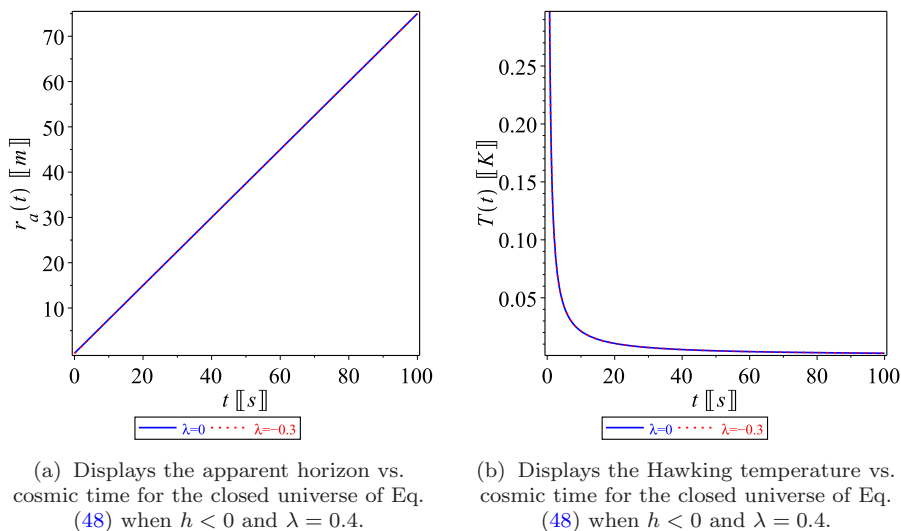 70
60
50
40
30
20
10
r_a(t) ⟦m⟧
0 20 40 60 80 100
t ⟦s⟧
λ=0 λ=−0.3
(a) Displays the apparent horizon vs.
cosmic time for the closed universe of Eq.
(48) when h < 0 and λ = 0.4.
0.25
0.20
0.15
0.10
0.05
T(t) ⟦K⟧
0 20 40 60 80 100
t ⟦s⟧
λ=0 λ=−0.3
(b) Displays the Hawking temperature vs.
cosmic time for the closed universe of Eq.
(48) when h < 0 and λ = 0.4.